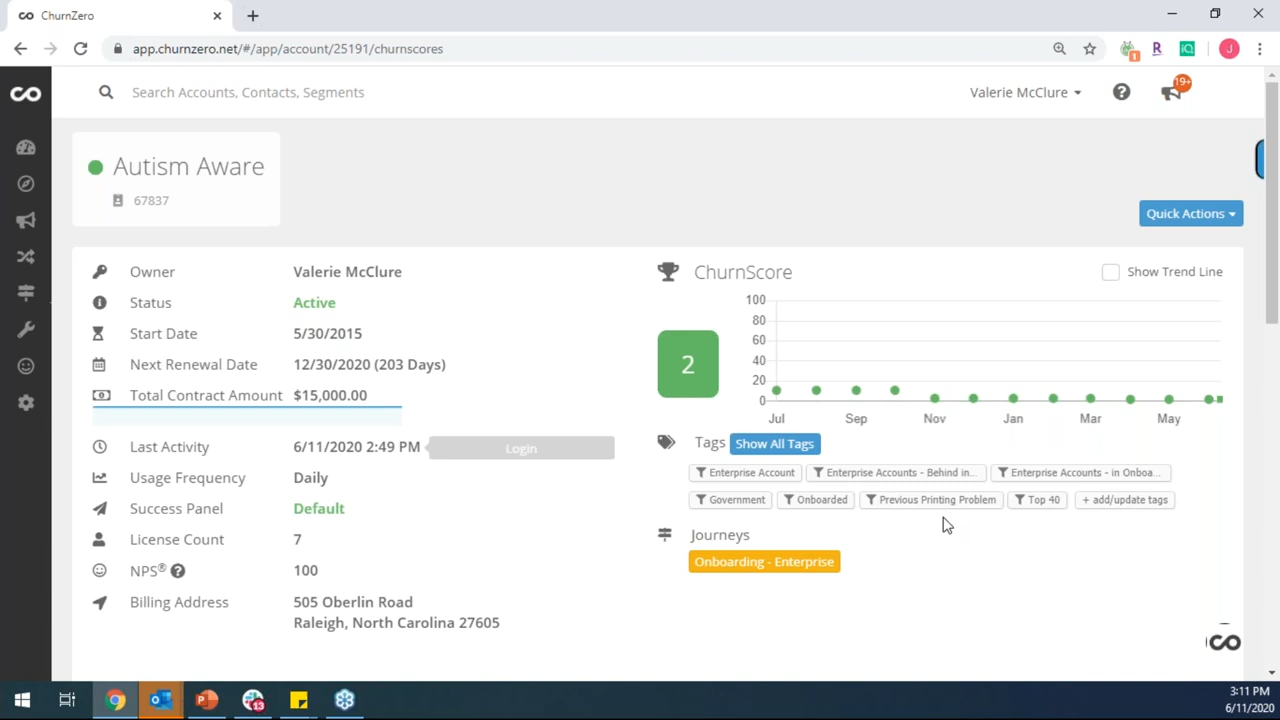 ChurnZero
app.churnzero.net/#/app/account/25191/churnscores
1
R
iQ
J
Search Accounts, Contacts, Segments
Valerie McClure
19+
Autism Aware
67837
Quick Actions
Owner Valerie McClure
Status Active
Start Date 5/30/2015
Next Renewal Date 12/30/2020 (203 Days)
Total Contract Amount $15,000.00
Last Activity 6/11/2020 2:49 PM Login
Usage Frequency Daily
Success Panel Default
License Count 7
NPS® 100
Billing Address 505 Oberlin Road
Raleigh, North Carolina 27605
ChurnScore
Show Trend Line
2
100
80
60
40
20
0
Jul Sep Nov Jan Mar May
Tags Show All Tags
Enterprise Account Enterprise Accounts - Behind in... Enterprise Accounts - in Onboa...
Government Onboarded Previous Printing Problem Top 40 + add/update tags
Journeys
Onboarding - Enterprise
13
3:11 PM
6/11/2020